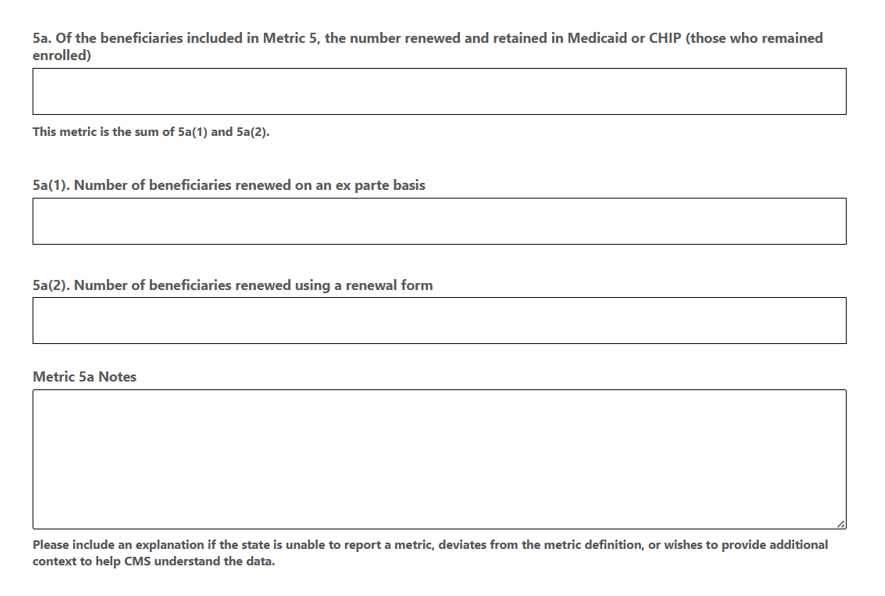 5a. Of the beneficiaries included in Metric 5, the number renewed and retained in Medicaid or CHIP (those who remained
enrolled)
This metric is the sum of 5a(1) and 5a(2).
5a(1). Number of beneficiaries renewed on an ex parte basis
5a(2). Number of beneficiaries renewed using a renewal form
Metric 5a Notes
Please include an explanation if the state is unable to report a metric, deviates from the metric definition, or wishes to provide additional
context to help CMS understand the data.